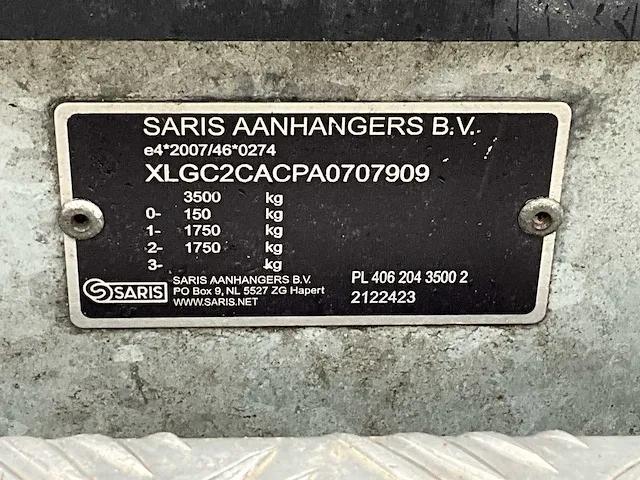 SARIS AANHANGERS B.V.
e4*2007/46*0274
XLGC2CACPA0707909
3500 kg
0- 150 kg
1- 1750 kg
2- 1750 kg
3- kg
SARIS
SARIS AANHANGERS B.V.
PO Box 9, NL 5527 ZG Hapert
WWW.SARIS.NET
PL 406 204 3500 2
2122423